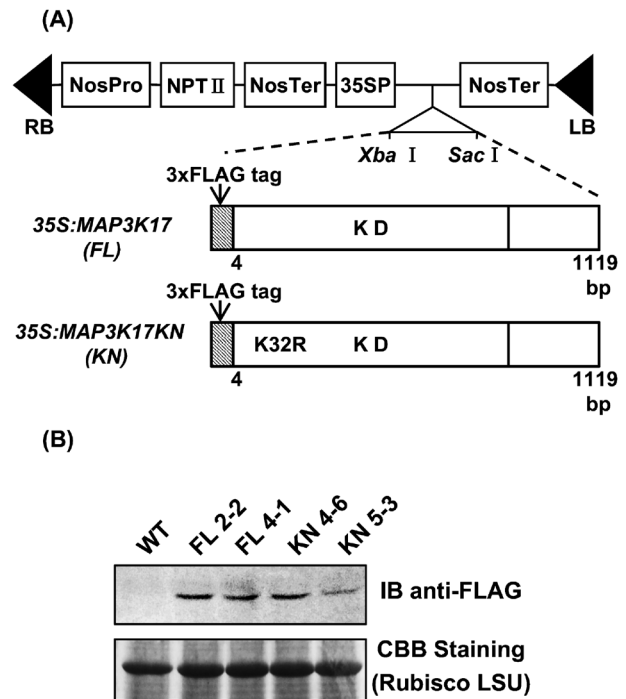 (A)
NosPro NPT Ⅱ NosTer 35SP NosTer
RB LB
Xba Ⅰ Sac Ⅰ
3xFLAG tag
35S:MAP3K17
(FL)
K D
4 1119
bp
3xFLAG tag
35S:MAP3K17KN
(KN)
K32R K D
4 1119
bp
(B)
WT FL 2-2 FL 4-1 KN 4-6 KN 5-3
IB anti-FLAG
CBB Staining
(Rubisco LSU)